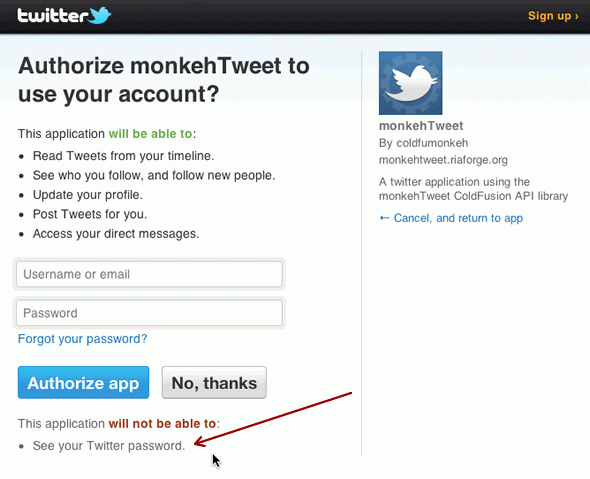 twitter
Sign up ›
Authorize monkehTweet to
use your account?
This application will be able to:
• Read Tweets from your timeline.
• See who you follow, and follow new people.
• Update your profile.
• Post Tweets for you.
• Access your direct messages.
Username or email
Password
Forgot your password?
Authorize app
No, thanks
This application will not be able to:
• See your Twitter password.
monkehTweet
By coldfumonkeh
monkehtweet.riaforge.org
A twitter application using the
monkehTweet ColdFusion API library
← Cancel, and return to app